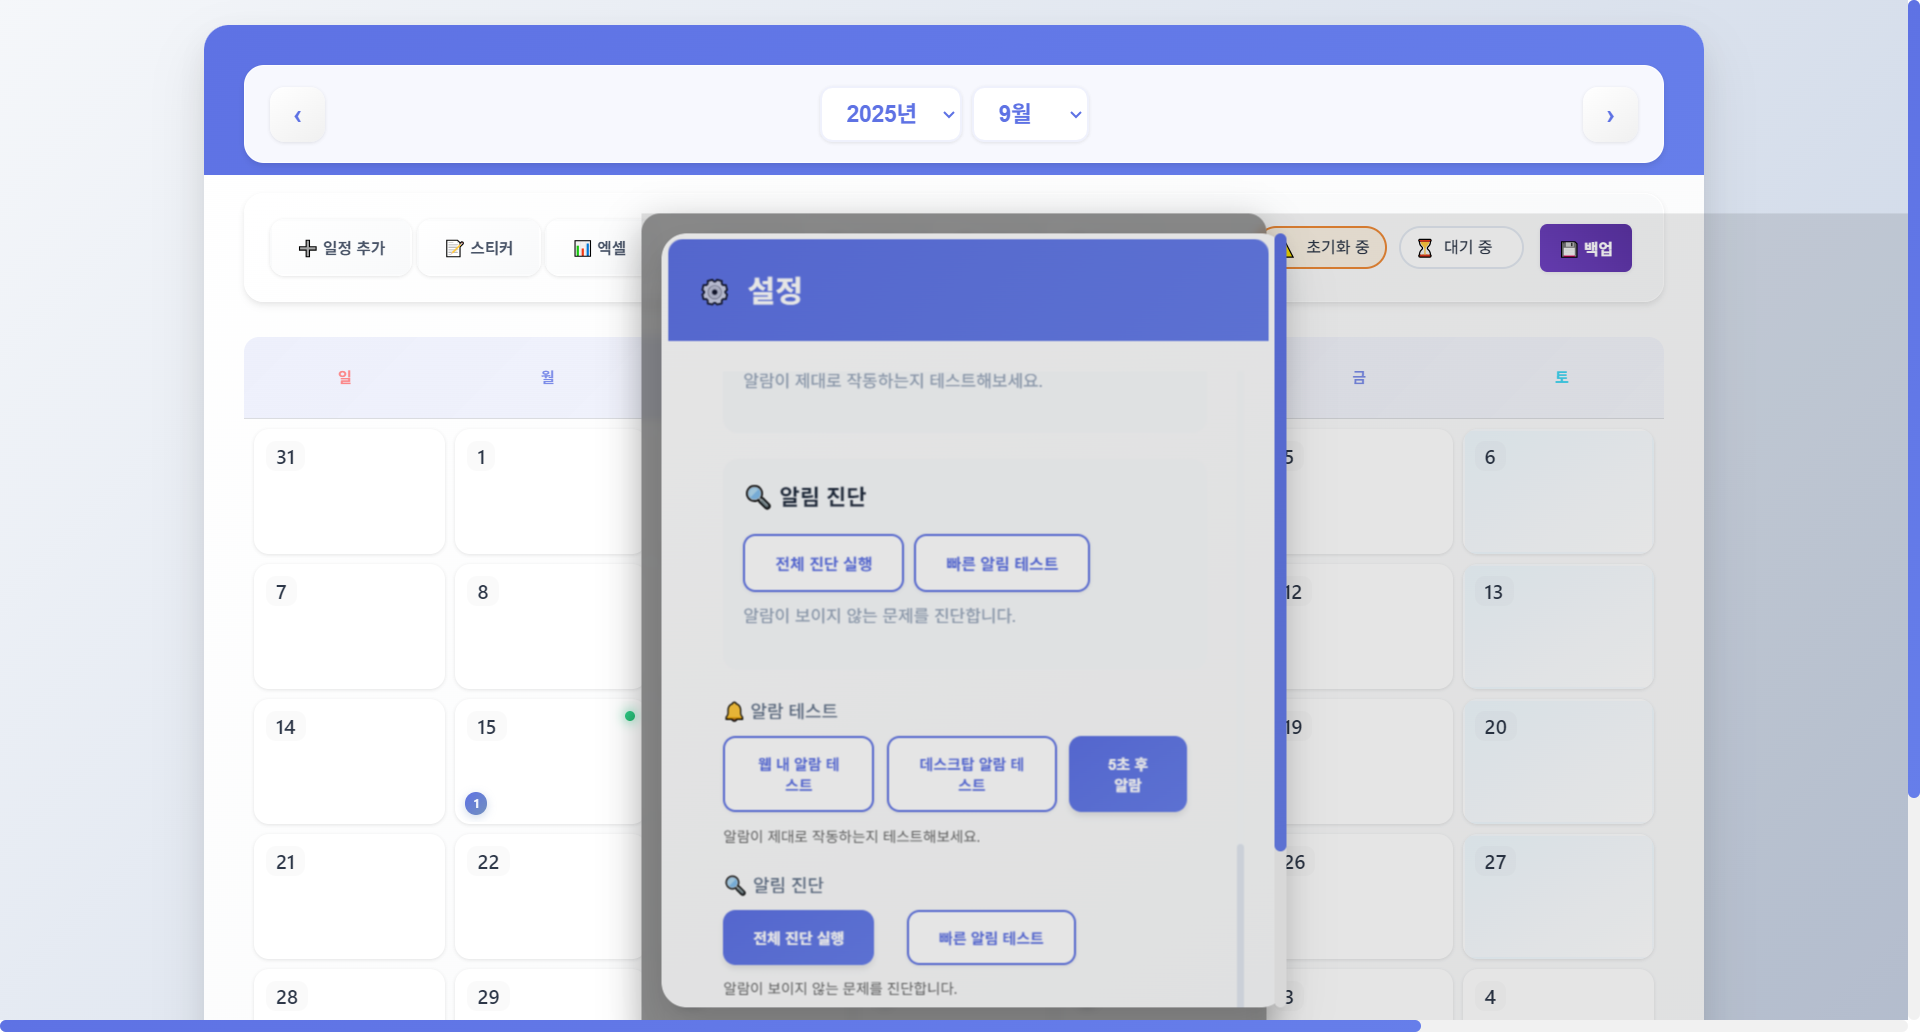 ‹
2025년
9월
›
➕ 일정 추가
📝 스티커
📊 엑셀
초기화 중
⏳ 대기 중
💾 백업
⚙️ 설정
일
월
금
토
알람이 제대로 작동하는지 테스트해보세요.
🔍 알림 진단
전체 진단 실행
빠른 알림 테스트
알람이 보이지 않는 문제를 진단합니다.
🔔 알람 테스트
웹 내 알람 테
스트
데스크탑 알람 테
스트
5초 후
알람
알람이 제대로 작동하는지 테스트해보세요.
🔍 알림 진단
전체 진단 실행
빠른 알림 테스트
알람이 보이지 않는 문제를 진단합니다.
31
1
5
6
7
8
12
13
14
15
1
19
20
21
22
26
27
28
29
3
4